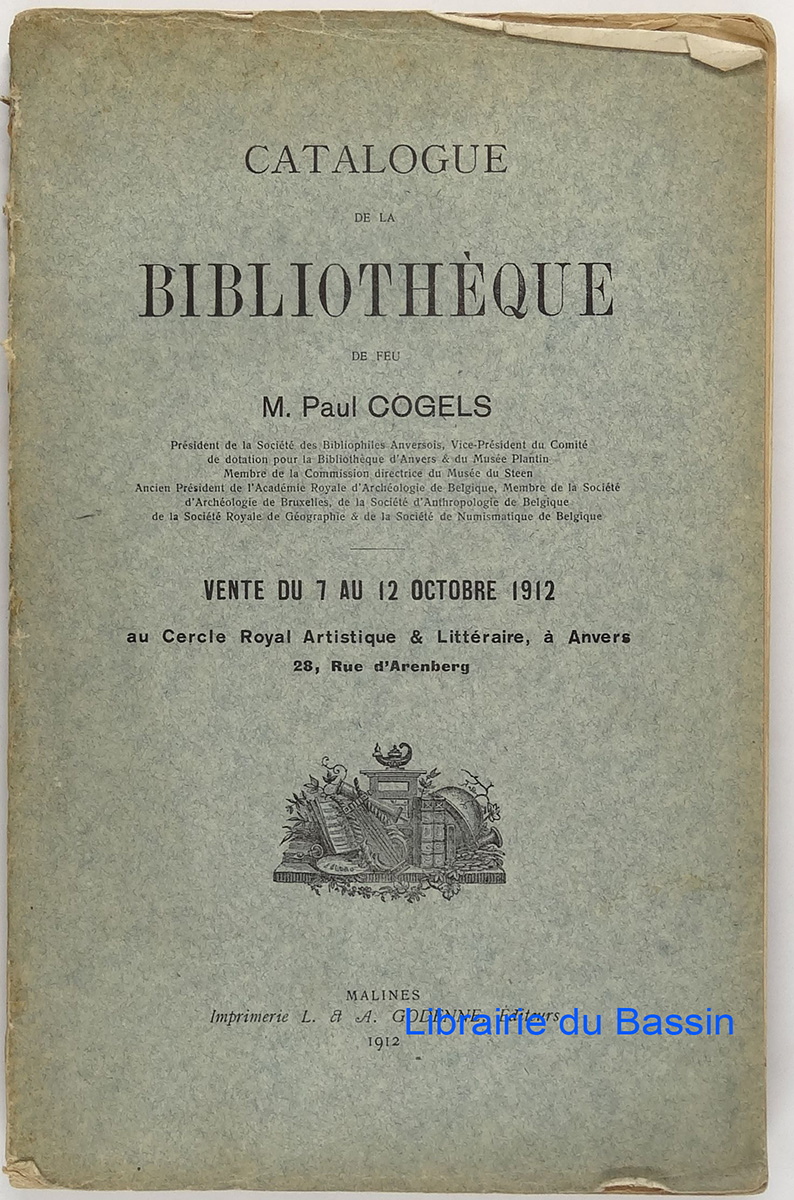 CATALOGUE
DE LA
BIBLIOTHÈQUE
DE FEU
M. Paul COGELS
Président de la Société des Bibliophiles Anversois, Vice-Président du Comité
de dotation pour la Bibliothèque d'Anvers & du Musée Plantin
Membre de la Commission directrice du Musée du Steen
Ancien Président de l'Académie Royale d'Archéologie de Belgique, Membre de la Société
d'Archéologie de Bruxelles, de la Société d'Anthropologie de Belgique
de la Société Royale de Géographie & de la Société de Numismatique de Belgique
VENTE DU 7 AU 12 OCTOBRE 1912
au Cercle Royal Artistique & Littéraire, à Anvers
28, Rue d'Arenberg
MALINES
Imprimerie L. & A. GODENNE, Éditeurs
Librairie du Bassin
1912